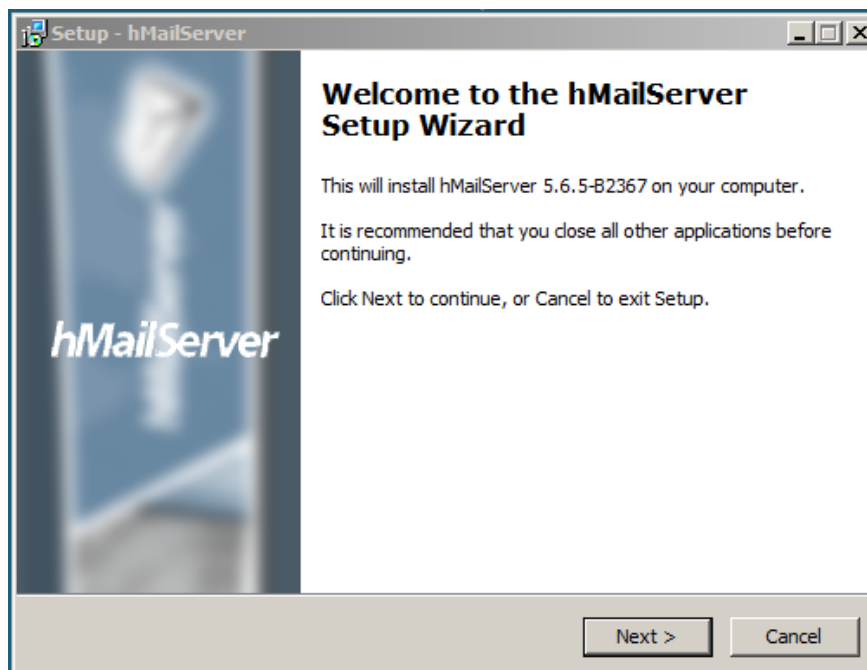 Setup - hMailServer
Welcome to the hMailServer
Setup Wizard
This will install hMailServer 5.6.5-B2367 on your computer.
It is recommended that you close all other applications before
continuing.
Click Next to continue, or Cancel to exit Setup.
hMailServer
Next >
Cancel